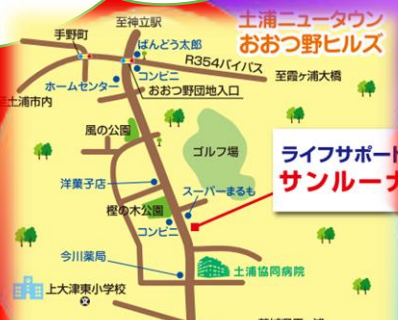 至神立駅
土浦ニュータウン
おおつ野ヒルズ
手野町
ばんどう太郎
R354バイパス
コンビニ
至霞ヶ浦大橋
ホームセンター
おおつ野団地入口
至土浦市内
風の公園
ゴルフ場
ライフサポート
サンルーナ
洋菓子店
スーパーまるも
樫の木公園
コンビニ
今川薬局
土浦協同病院
上大津東小学校
文